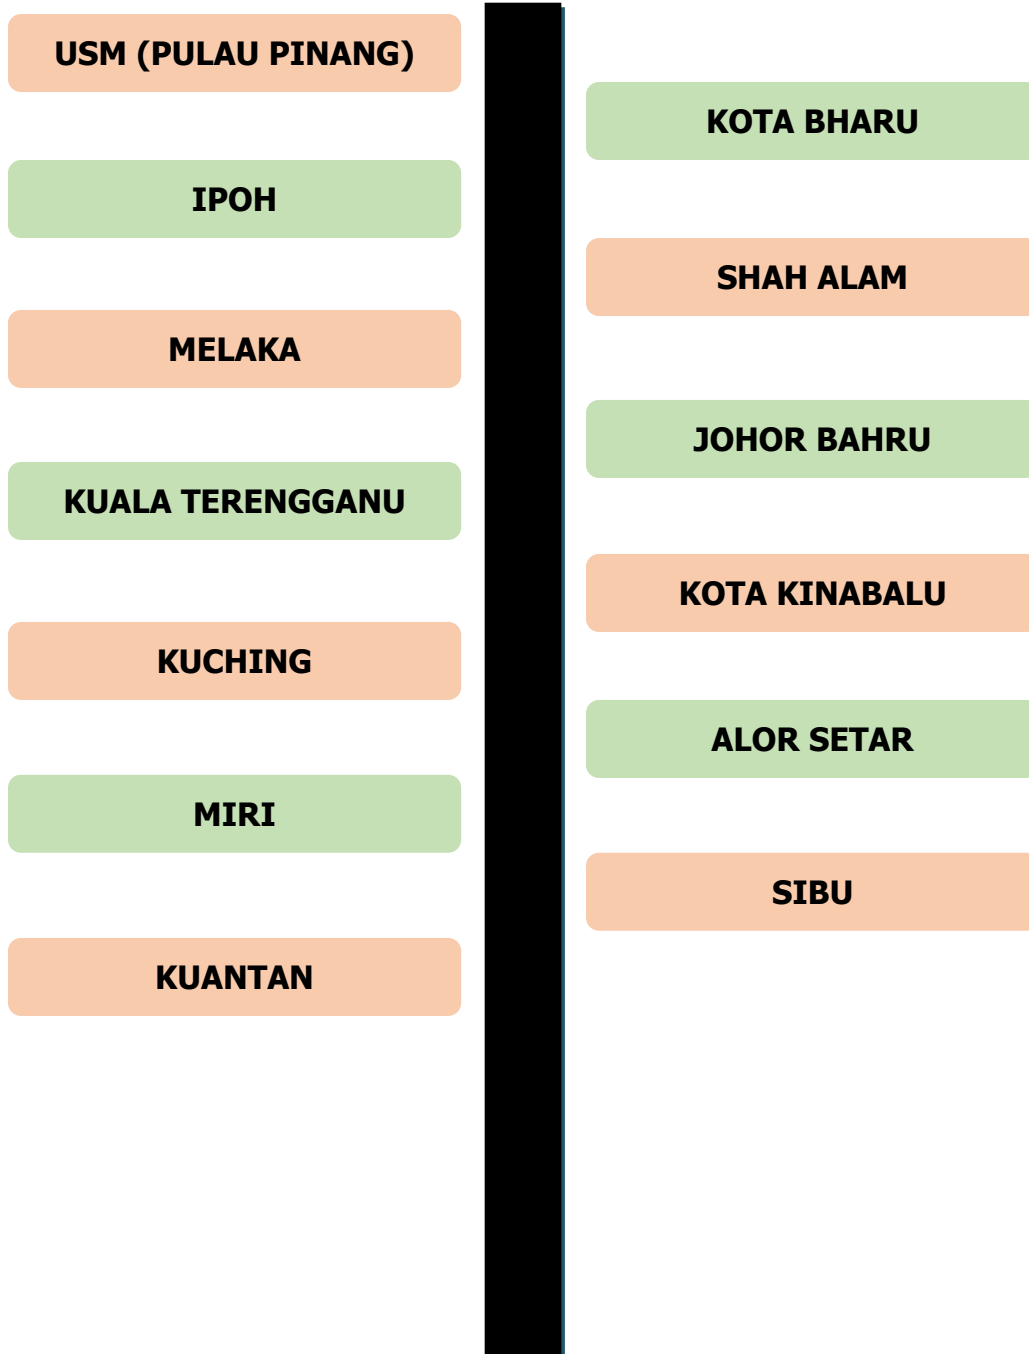 USM (PULAU PINANG)
KOTA BHARU
IPOH
SHAH ALAM
MELAKA
JOHOR BAHRU
KUALA TERENGGANU
KOTA KINABALU
KUCHING
ALOR SETAR
MIRI
SIBU
KUANTAN